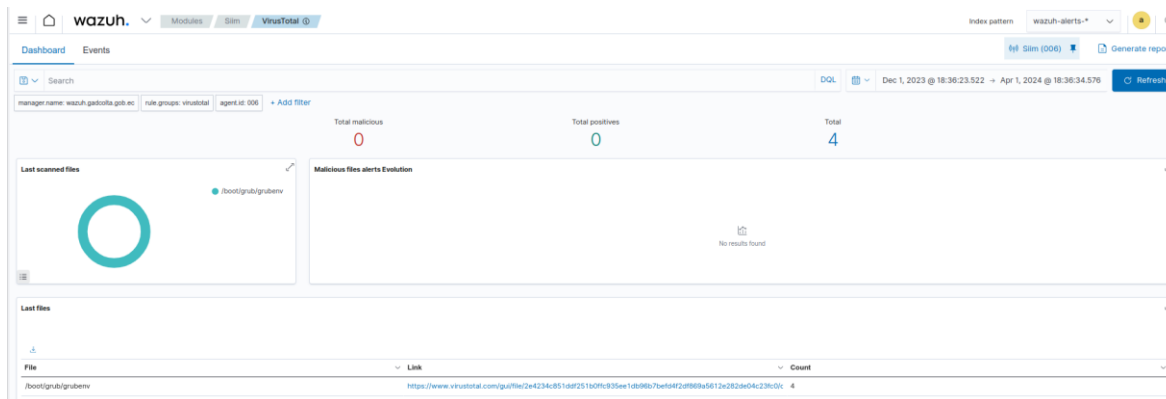 wazuh. Modules Siim VirusTotal Index pattern wazuh-alerts-* a
Dashboard Events Siim (006) Generate repo
Search DQL Dec 1, 2023 @ 18:36:23.522 → Apr 1, 2024 @ 18:36:34.576 Refresh
manager.name: wazuh.gadcolta.gob.ec rule.groups: virustotal agent.id: 006 + Add filter
Total malicious Total positives Total
0 0 4
Last scanned files Malicious files alerts Evolution
/boot/grub/grubenv
No results found
Last files
File Link Count
/boot/grub/grubenv https://www.virustotal.com/gui/file/2e4234c851ddf251b0ffc935ee1db96b7befd4f2df869a5612e282de04c23fc0/c 4